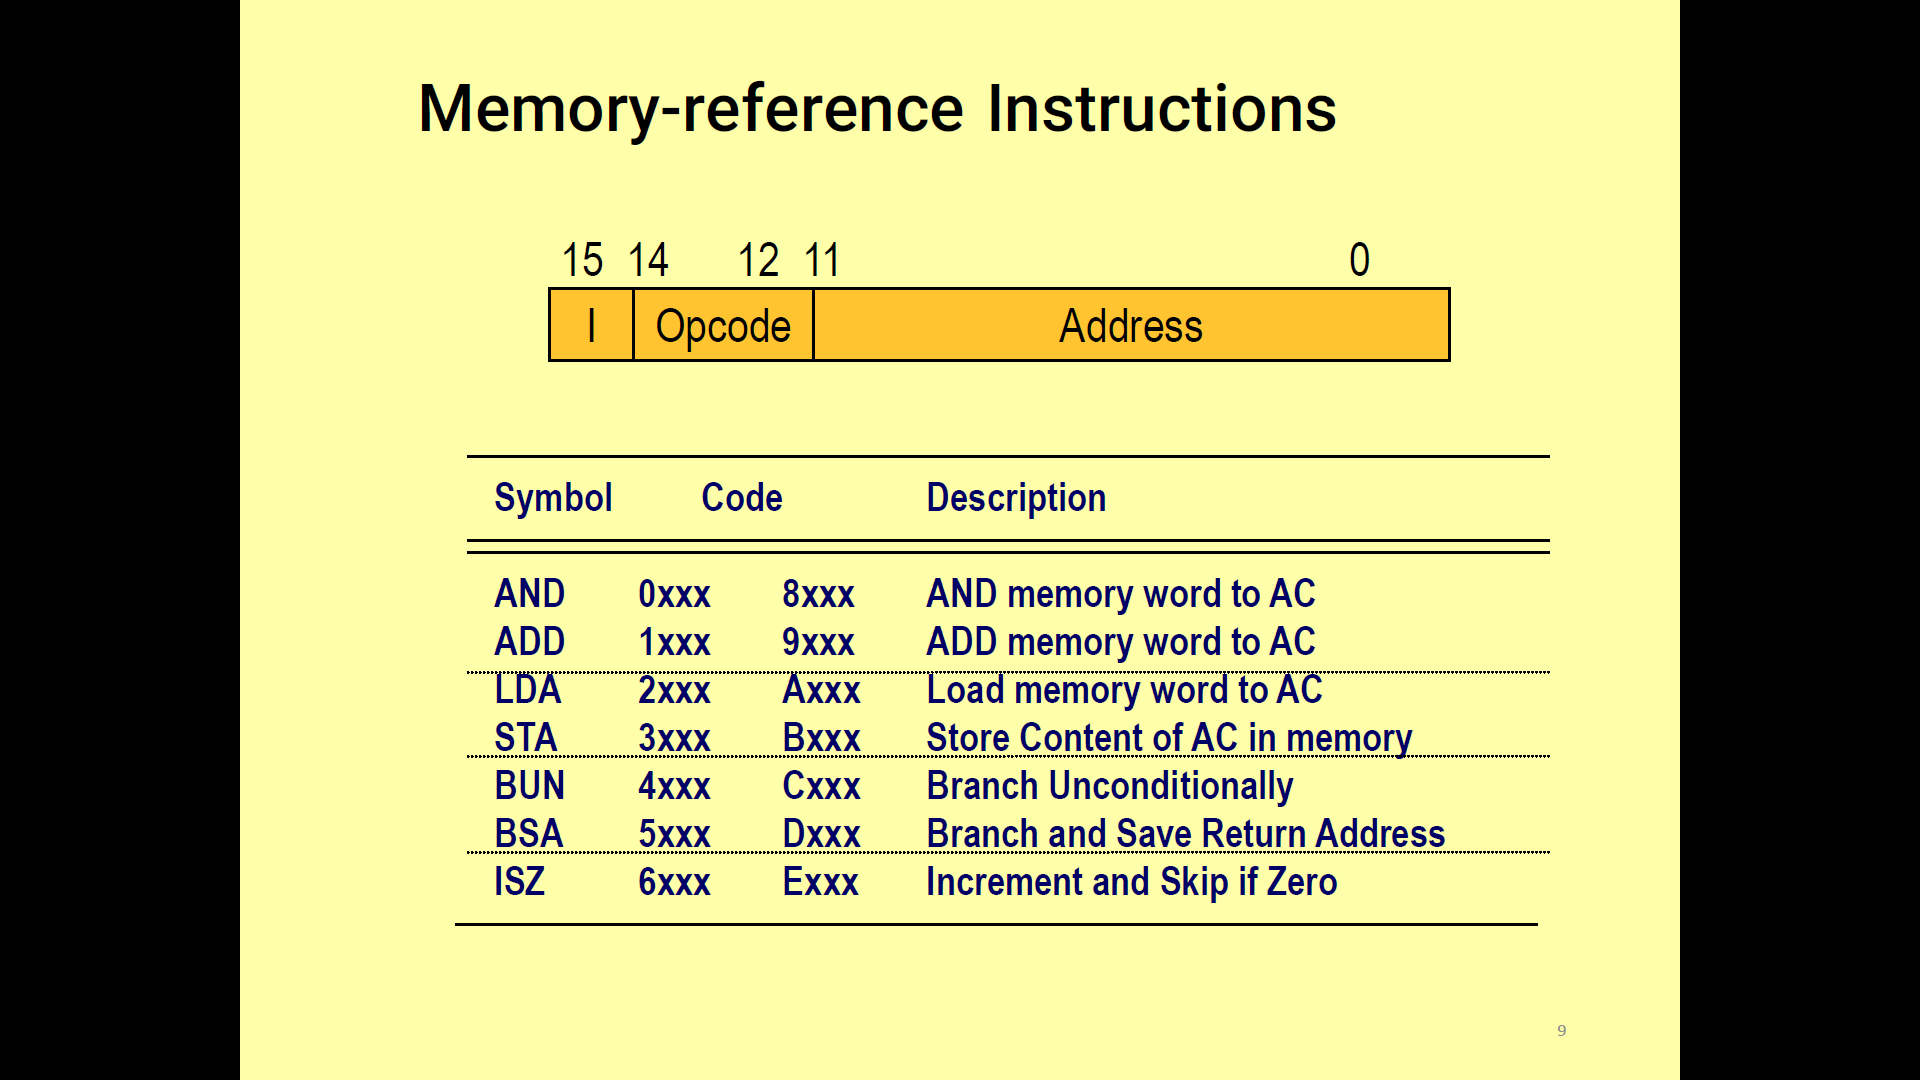 Memory-reference Instructions
15 14 12 11 0
I Opcode Address
Symbol Code Description
AND 0xxx 8xxx AND memory word to AC
ADD 1xxx 9xxx ADD memory word to AC
LDA 2xxx Axxx Load memory word to AC
STA 3xxx Bxxx Store Content of AC in memory
BUN 4xxx Cxxx Branch Unconditionally
BSA 5xxx Dxxx Branch and Save Return Address
ISZ 6xxx Exxx Increment and Skip if Zero
9